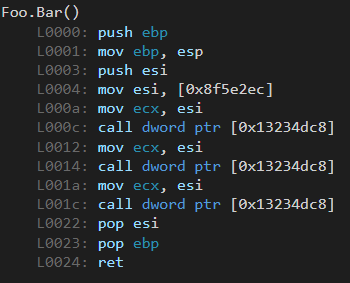 Foo.Bar()
L0000: push ebp
L0001: mov ebp, esp
L0003: push esi
L0004: mov esi, [0x8f5e2ec]
L000a: mov ecx, esi
L000c: call dword ptr [0x13234dc8]
L0012: mov ecx, esi
L0014: call dword ptr [0x13234dc8]
L001a: mov ecx, esi
L001c: call dword ptr [0x13234dc8]
L0022: pop esi
L0023: pop ebp
L0024: ret